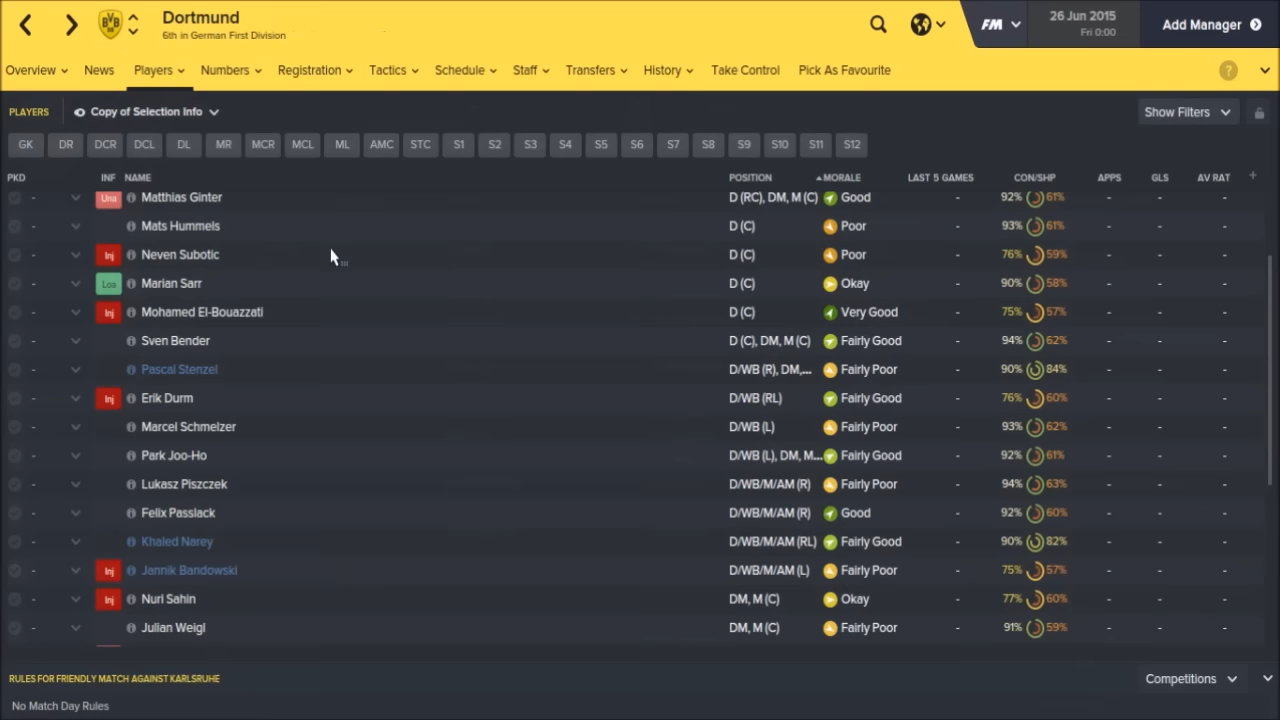 Dortmund
6th in German First Division
FM
26 Jun 2015
Fri 0:00
Add Manager
Overview News Players Numbers Registration Tactics Schedule Staff Transfers History Take Control Pick As Favourite ?
PLAYERS Copy of Selection Info Show Filters
GK DR DCR DCL DL MR MCR MCL ML AMC STC S1 S2 S3 S4 S5 S6 S7 S8 S9 S10 S11 S12
PKD INF NAME POSITION MORALE LAST 5 GAMES CON/SHP APPS GLS AV RAT +
- Una Matthias Ginter D (RC), DM, M (C) Good - 92% 61% - - -
- Mats Hummels D (C) Poor - 93% 61% - - -
- Inj Neven Subotic D (C) Poor - 76% 59% - - -
- Loa Marian Sarr D (C) Okay - 90% 58% - - -
- Inj Mohamed El-Bouazzati D (C) Very Good - 75% 57% - - -
- Sven Bender D (C), DM, M (C) Fairly Good - 94% 62% - - -
- Pascal Stenzel D/WB (R), DM,... Fairly Poor - 90% 84% - - -
- Inj Erik Durm D/WB (RL) Fairly Good - 76% 60% - - -
- Marcel Schmelzer D/WB (L) Fairly Poor - 93% 62% - - -
- Park Joo-Ho D/WB (L), DM, M... Fairly Good - 92% 61% - - -
- Lukasz Piszczek D/WB/M/AM (R) Fairly Poor - 94% 63% - - -
- Felix Passlack D/WB/M/AM (R) Good - 92% 60% - - -
- Khaled Narey D/WB/M/AM (RL) Fairly Good - 90% 82% - - -
- Inj Jannik Bandowski D/WB/M/AM (L) Fairly Poor - 75% 57% - - -
- Inj Nuri Sahin DM, M (C) Okay - 77% 60% - - -
- Julian Weigl DM, M (C) Fairly Poor - 91% 59% - - -
RULES FOR FRIENDLY MATCH AGAINST KARLSRUHE Competitions
No Match Day Rules